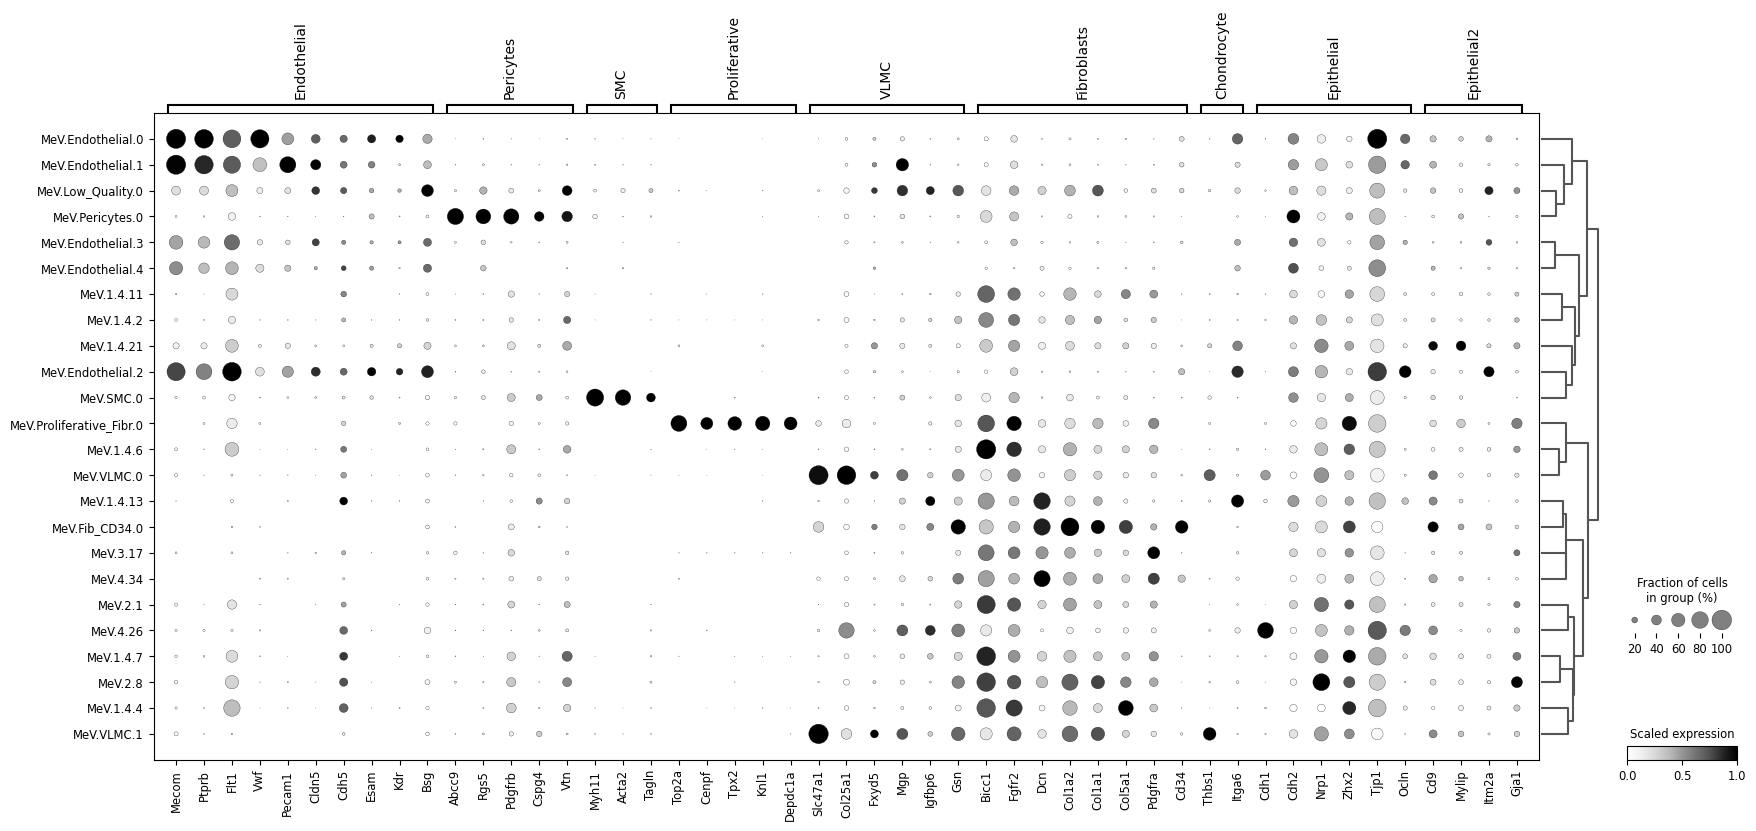 Endothelial
Pericytes
SMC
Proliferative
VLMC
Fibroblasts
Chondrocyte
Epithelial
Epithelial2
MeV.Endothelial.0
MeV.Endothelial.1
MeV.Low_Quality.0
MeV.Pericytes.0
MeV.Endothelial.3
MeV.Endothelial.4
MeV.1.4.11
MeV.1.4.2
MeV.1.4.21
MeV.Endothelial.2
MeV.SMC.0
MeV.Proliferative_Fibr.0
MeV.1.4.6
MeV.VLMC.0
MeV.1.4.13
MeV.Fib_CD34.0
MeV.3.17
MeV.4.34
MeV.2.1
MeV.4.26
MeV.1.4.7
MeV.2.8
MeV.1.4.4
MeV.VLMC.1
Mecom
Ptprb
Flt1
Vwf
Pecam1
Cldn5
Cdh5
Esam
Kdr
Bsg
Abcc9
Rgs5
Pdgfrb
Cspg4
Vtn
Myh11
Acta2
Tagln
Top2a
Cenpf
Tpx2
Knl1
Depdc1a
Slc47a1
Col25a1
Fxyd5
Mgp
Igfbp6
Gsn
Bicc1
Fgfr2
Dcn
Col1a2
Col1a1
Col5a1
Pdgfra
Cd34
Thbs1
Itga6
Cdh1
Cdh2
Nrp1
Zhx2
Tjp1
Ocln
Cd9
Mylip
Itm2a
Gja1
Fraction of cells
in group (%)
20 40 60 80 100
Scaled expression
0.0 0.5 1.0